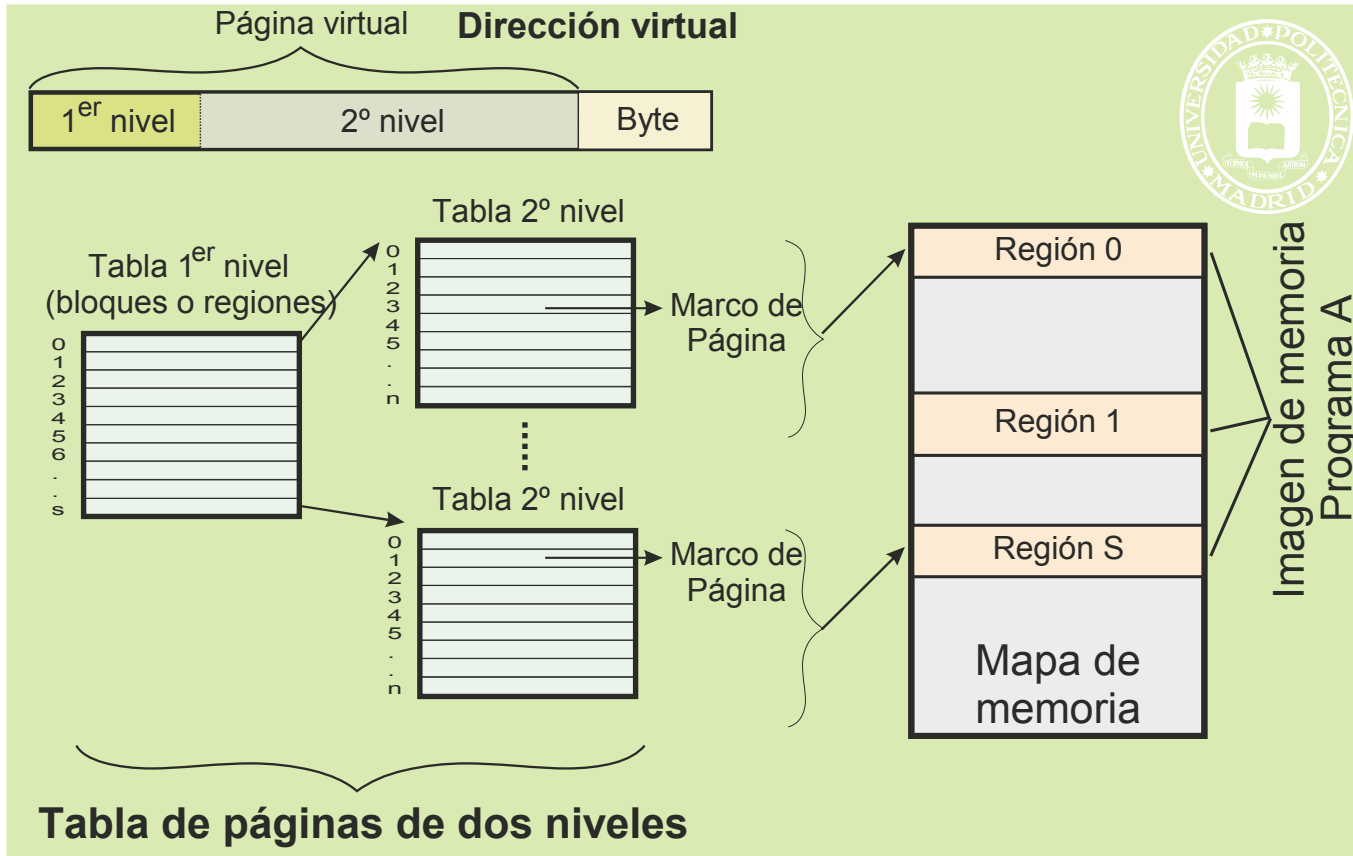 Página virtual
Dirección virtual
1er nivel
2º nivel
Byte
UNIVERSIDAD POLITECNICA MADRID
Tabla 1er nivel
(bloques o regiones)
0
1
2
3
4
5
6
.
.
s
Tabla 2º nivel
0
1
2
3
4
5
.
.
n
Marco de
Página
Tabla 2º nivel
0
1
2
3
4
5
.
.
n
Marco de
Página
Región 0
Región 1
Región S
Mapa de
memoria
Imagen de memoria
Programa A
Tabla de páginas de dos niveles